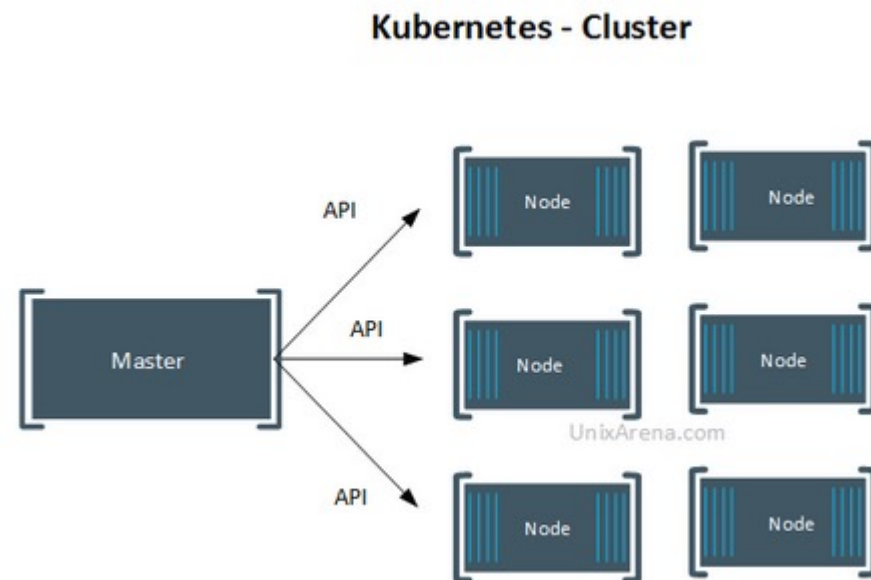 Kubernetes - Cluster
API
Node
Node
API
Master
Node
Node
UnixArena.com
API
Node
Node